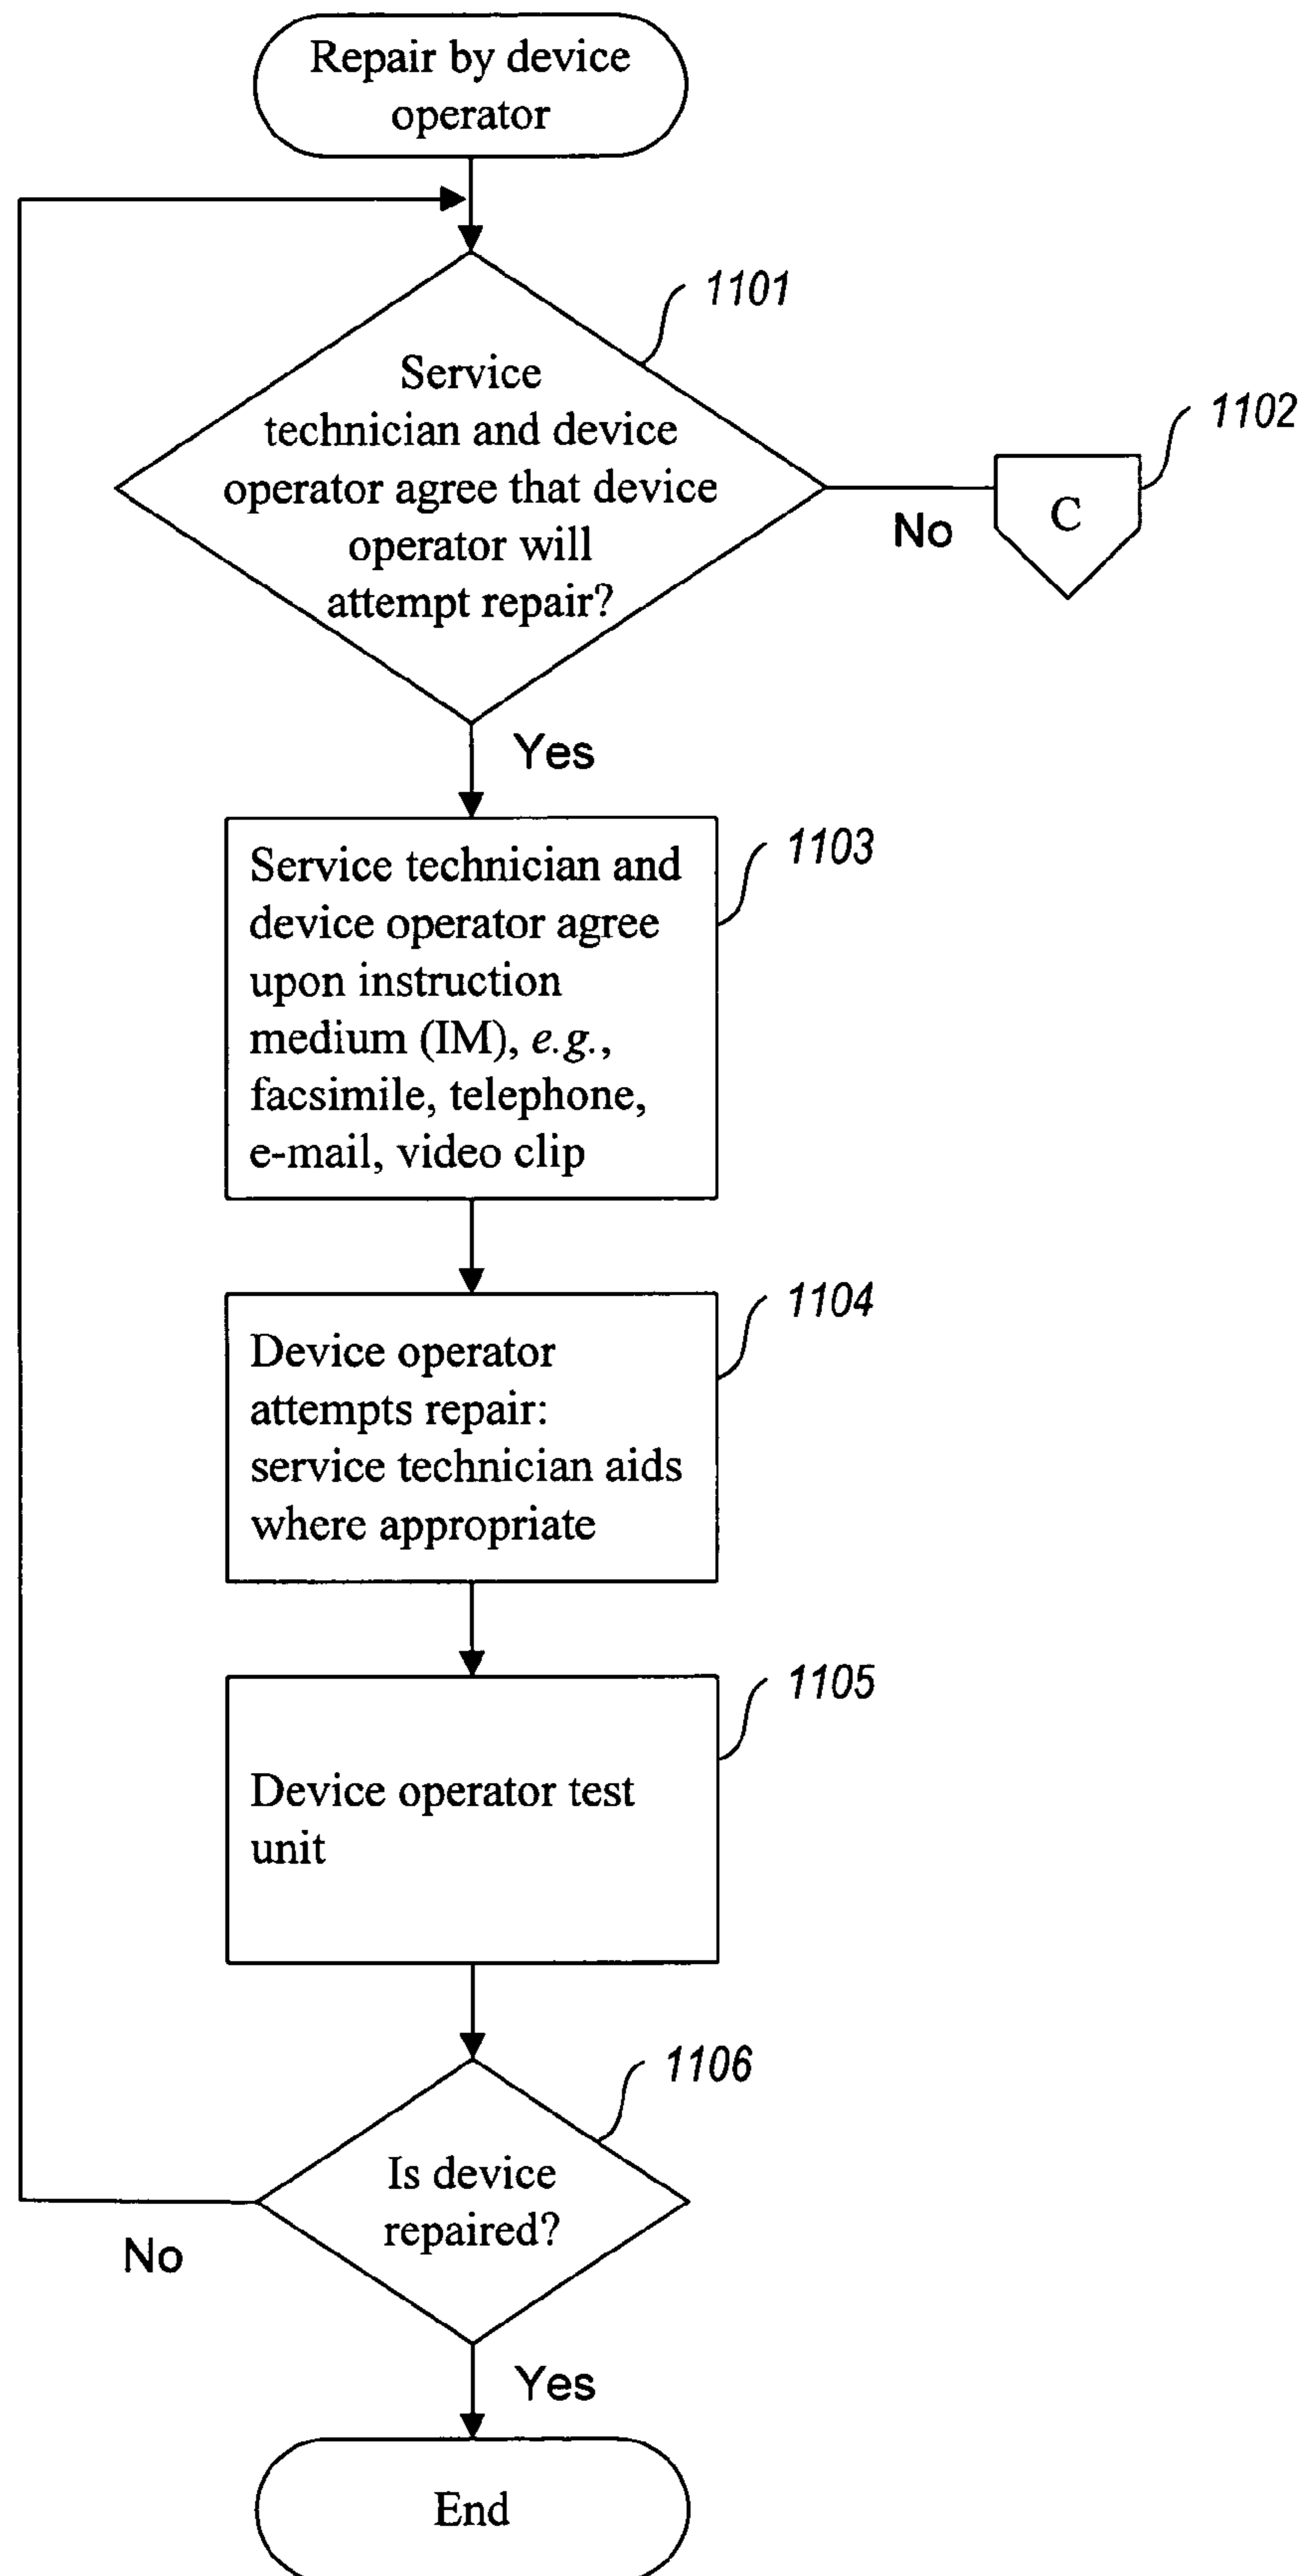 Repair by device
operator
1101
Service
technician and device
operator agree that device
operator will
attempt repair?
1102
C
No
Yes
1103
Service technician and
device operator agree
upon instruction
medium (IM), e.g.,
facsimile, telephone,
e-mail, video clip
1104
Device operator
attempts repair:
service technician aids
where appropriate
1105
Device operator test
unit
1106
Is device
repaired?
No
Yes
End